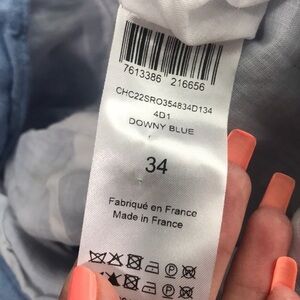 7613386 216656
CHC22SRO354834D134
4D1
DOWNY BLUE
34
Fabriqué en France
Made in France